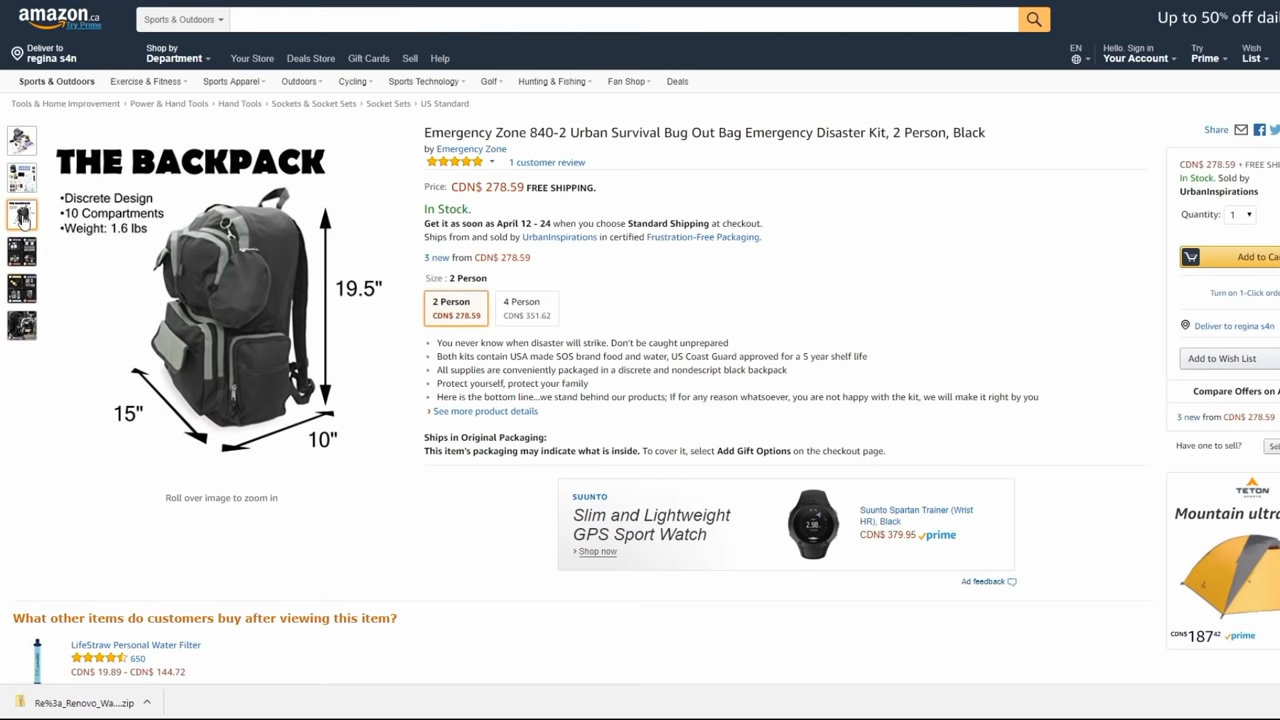 amazon.ca
Try Prime
Sports & Outdoors
Up to 50% off dai
Deliver to
regina s4n
Shop by
Department
Your Store
Deals Store
Gift Cards
Sell
Help
EN
Hello. Sign in
Your Account
Try
Prime
Wish
List
Sports & Outdoors
Exercise & Fitness
Sports Apparel
Outdoors
Cycling
Sports Technology
Golf
Hunting & Fishing
Fan Shop
Deals
Tools & Home Improvement › Power & Hand Tools › Hand Tools › Sockets & Socket Sets › Socket Sets › US Standard
THE BACKPACK
•Discrete Design
•10 Compartments
•Weight: 1.6 lbs
19.5"
15"
10"
Roll over image to zoom in
Emergency Zone 840-2 Urban Survival Bug Out Bag Emergency Disaster Kit, 2 Person, Black
by Emergency Zone
1 customer review
Price: CDN$ 278.59 FREE SHIPPING.
In Stock.
Get it as soon as April 12 - 24 when you choose Standard Shipping at checkout.
Ships from and sold by UrbanInspirations in certified Frustration-Free Packaging.
3 new from CDN$ 278.59
Size : 2 Person
2 Person
CDN$ 278.59
4 Person
CDN$ 351.62
• You never know when disaster will strike. Don't be caught unprepared
• Both kits contain USA made SOS brand food and water, US Coast Guard approved for a 5 year shelf life
• All supplies are conveniently packaged in a discrete and nondescript black backpack
• Protect yourself, protect your family
• Here is the bottom line...we stand behind our products; If for any reason whatsoever, you are not happy with the kit, we will make it right by you
› See more product details
Ships in Original Packaging:
This item's packaging may indicate what is inside. To cover it, select Add Gift Options on the checkout page.
SUUNTO
Slim and Lightweight
GPS Sport Watch
› Shop now
Suunto Spartan Trainer (Wrist
HR), Black
CDN$ 379.95 prime
Ad feedback
Share
CDN$ 278.59 + FREE SHI
In Stock. Sold by
UrbanInspirations
Quantity: 1
Add to Ca
Turn on 1-Click orde
Deliver to regina s4n
Add to Wish List
Compare Offers on A
3 new from CDN$ 278.59
Have one to sell?
Sel
TETON
SPORTS
Mountain ultra
CDN$ 187 42 prime
What other items do customers buy after viewing this item?
LifeStraw Personal Water Filter
650
CDN$ 19.89 - CDN$ 144.72
Re%3a_Renovo_Wa....zip